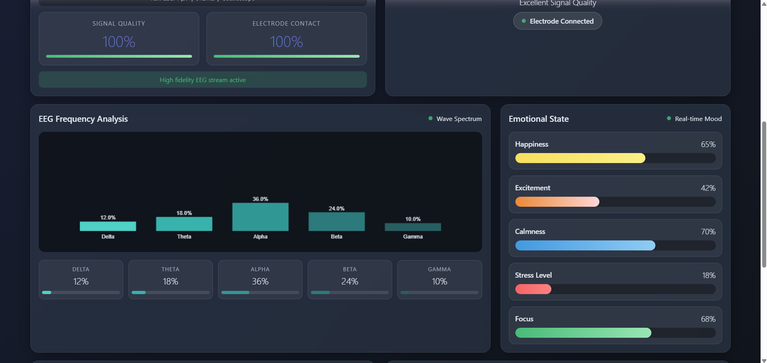 Excellent Signal Quality
SIGNAL QUALITY
100%
ELECTRODE CONTACT
100%
Electrode Connected
High fidelity EEG stream active
EEG Frequency Analysis
Wave Spectrum
36.0%
24.0%
18.0%
12.0%
10.0%
Delta
Theta
Alpha
Beta
Gamma
DELTA
12%
THETA
18%
ALPHA
36%
BETA
24%
GAMMA
10%
Emotional State
Real-time Mood
Happiness
65%
Excitement
42%
Calmness
70%
Stress Level
18%
Focus
68%